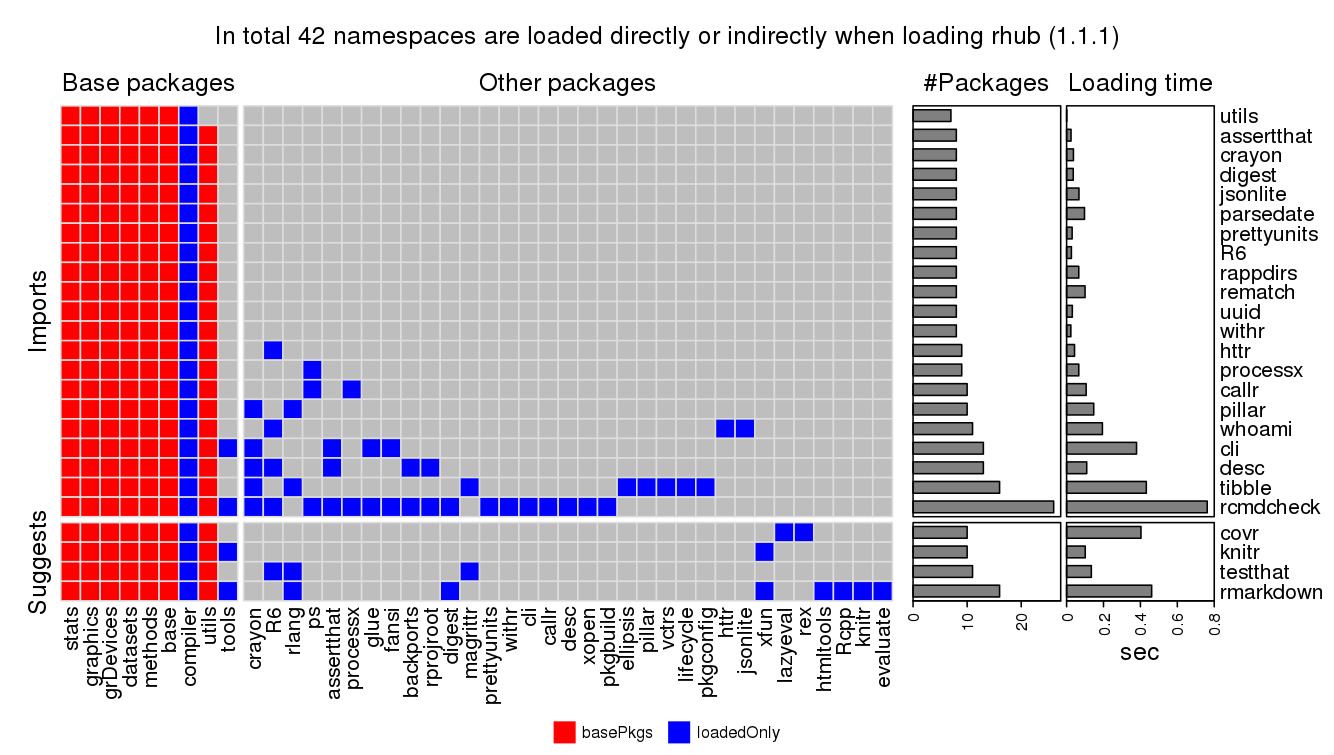 In total 42 namespaces are loaded directly or indirectly when loading rhub (1.1.1)
Base packages
Other packages
#Packages
Loading time
Imports
Suggests
utils
assertthat
crayon
digest
jsonlite
parsedate
prettyunits
R6
rappdirs
rematch
uuid
withr
httr
processx
callr
pillar
whoami
cli
desc
tibble
rcmdcheck
covr
knitr
testthat
rmarkdown
stats
graphics
grDevices
datasets
methods
base
compiler
utils
tools
crayon
R6
rlang
ps
assertthat
processx
glue
fansi
backports
rprojroot
digest
magrittr
prettyunits
withr
cli
callr
desc
xopen
pkgbuild
ellipsis
pillar
vctrs
lifecycle
pkgconfig
httr
jsonlite
xfun
lazyeval
rex
htmltools
Rcpp
knitr
evaluate
0
10
20
0
0.2
0.4
0.6
0.8
sec
basePkgs
loadedOnly